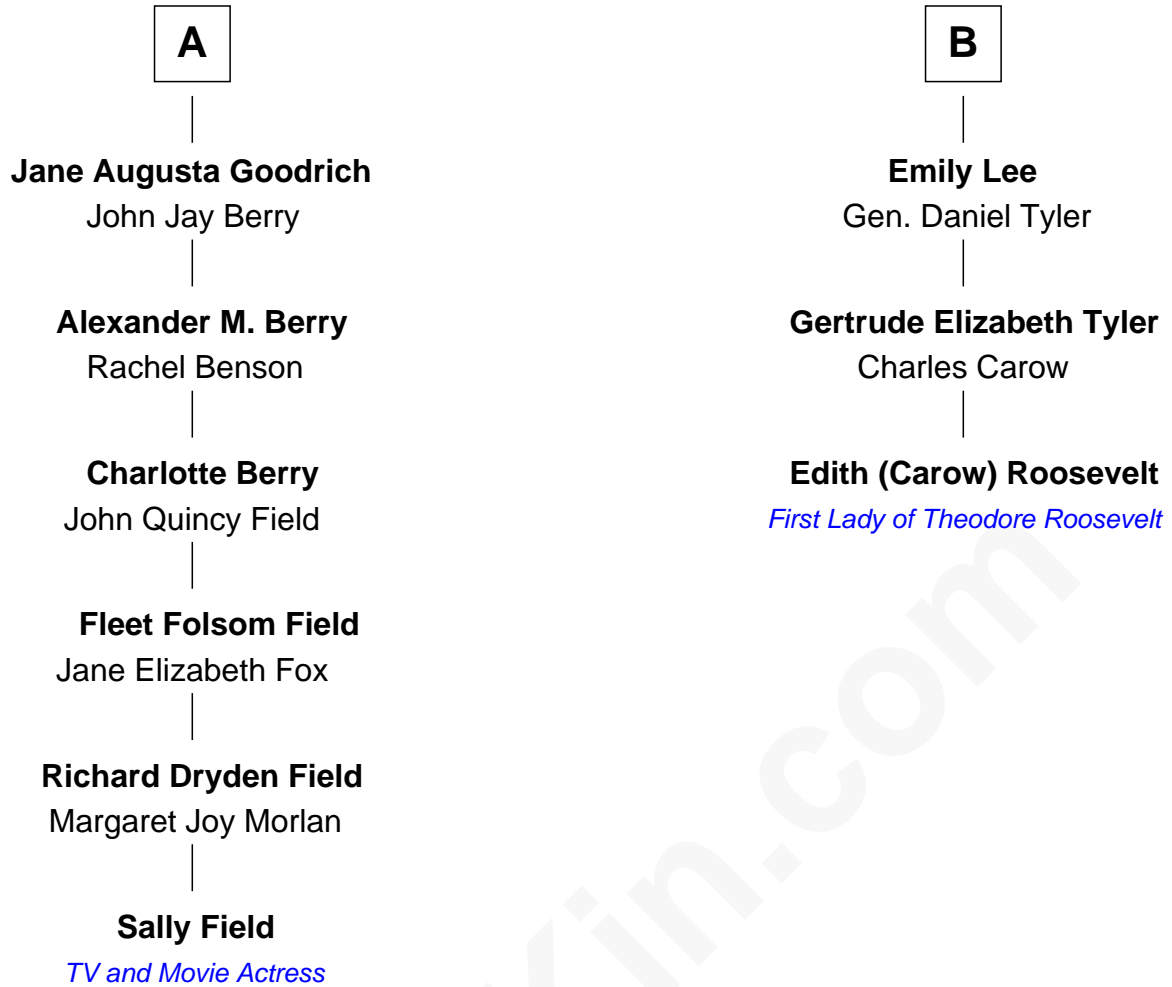 A
Jane Augusta Goodrich
John Jay Berry
Alexander M. Berry
Rachel Benson
Charlotte Berry
John Quincy Field
Fleet Folsom Field
Jane Elizabeth Fox
Richard Dryden Field
Margaret Joy Morlan
Sally Field
TV and Movie Actress
B
Emily Lee
Gen. Daniel Tyler
Gertrude Elizabeth Tyler
Charles Carow
Edith (Carow) Roosevelt
First Lady of Theodore Roosevelt
Kin.com